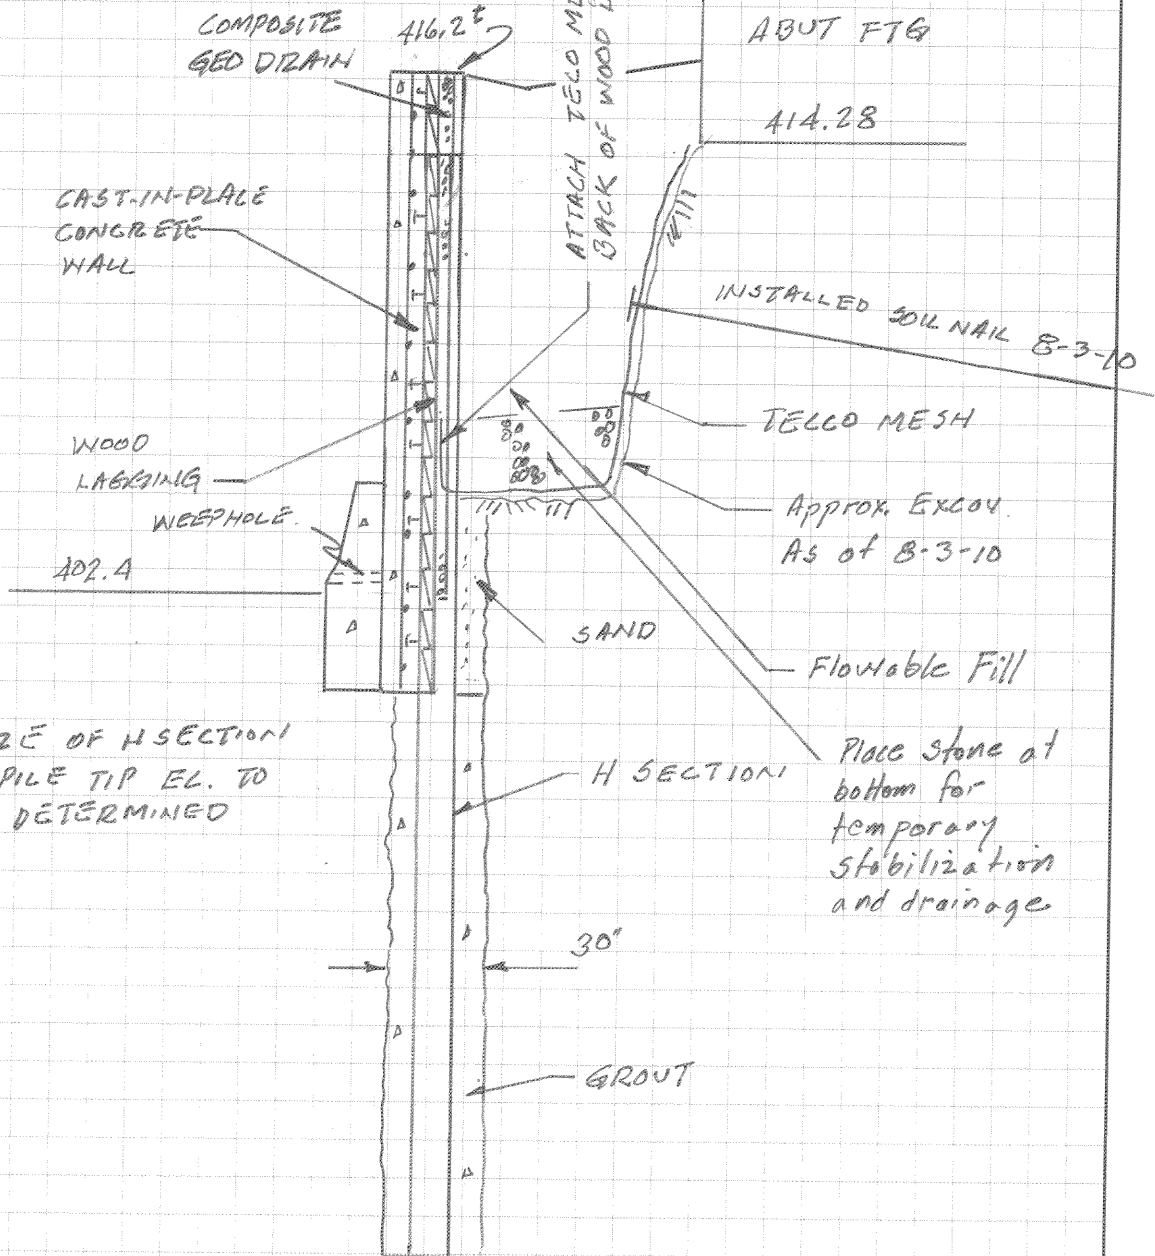 COMPOSITE
GEO DRAIN
416.2±
ABUT FTG
414.28
ATTACH TELCO
BACK OF WOOD
CAST-IN-PLACE
CONCRETE
WALL
INSTALLED SOIL NAIL 8-3-10
TELCO MESH
WOOD
LAGGING
WEEPHOLE
Approx. Excav.
As of 8-3-10
402.4
SAND
Flowable Fill
OF H SECTION
PILE TIP EL. TO
DETERMINED
H SECTION
Place stone at
bottom for
temporary
stabilization
and drainage
30"
GROUT